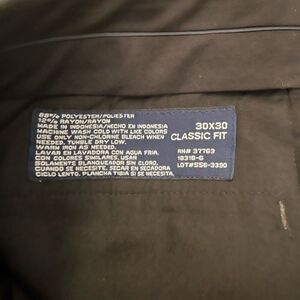 88% POLYESTER/POLIESTER
12% RAYON/RAYON
MADE IN INDONESIA/HECHO EN INDONESIA
MACHINE WASH COLD WITH LIKE COLORS
USE ONLY NON-CHLORINE BLEACH WHEN
NEEDED, TUMBLE DRY LOW.
WARM IRON AS NEEDED.
LAVAR EN LAVADORA CON AGUA FRIA,
CON COLORES SIMILARES, USAR
SOLAMENTE BLANQUEADOR SIN CLORO,
CUANDO SE NECESITE. SECAR EN SECADORA
CICLO LENTO, PLANCHA TIBIA SI SE NECESITA.
30X30
CLASSIC FIT
RN# 37763
18318-6
LOT#SS6-3390